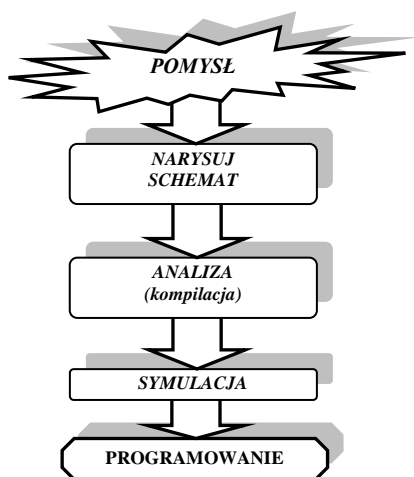 POMYSŁ
NARYSUJ
SCHEMAT
ANALIZA
(kompilacja)
SYMULACJA
PROGRAMOWANIE